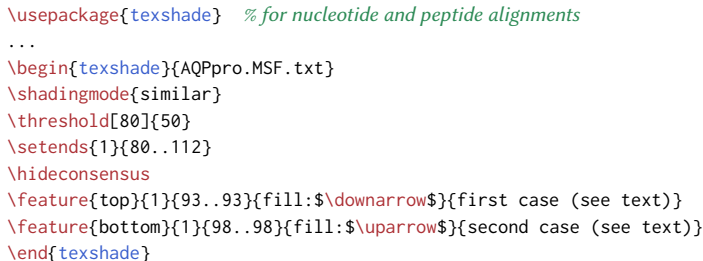 \usepackage{texshade}  % for nucleotide and peptide alignments
...
\begin{texshade}{AQPpro.MSF.txt}
\shadingmode{similar}
\threshold[80]{50}
\setends{1}{80..112}
\hideconsensus
\feature{top}{1}{93..93}{fill:$\downarrow$}{first case (see text)}
\feature{bottom}{1}{98..98}{fill:$\uparrow$}{second case (see text)}
\end{texshade}